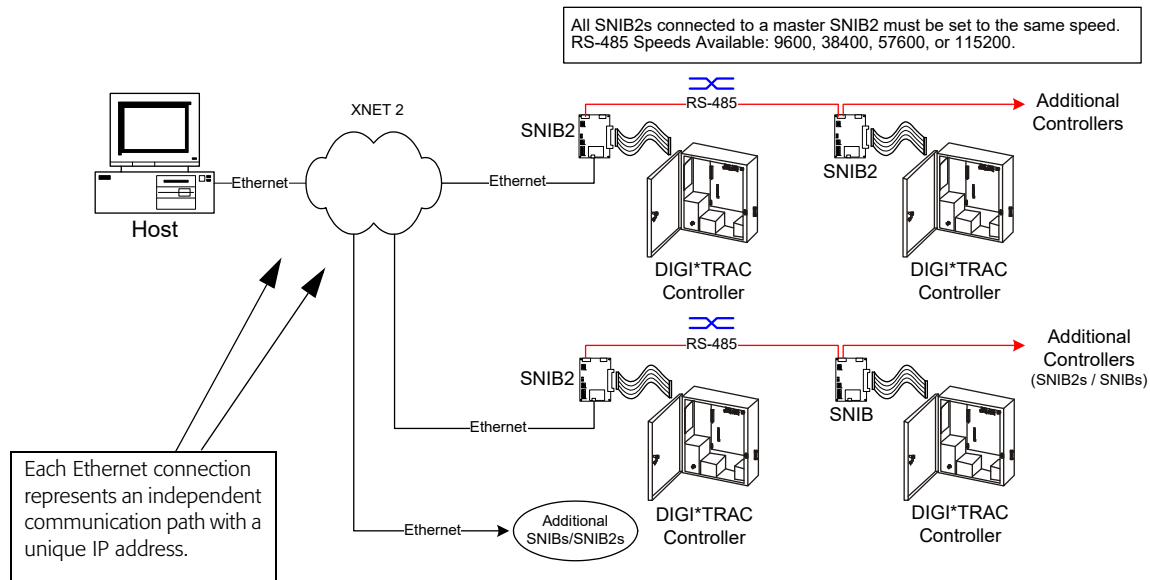 All SNIB2s connected to a master SNIB2 must be set to the same speed.
RS-485 Speeds Available: 9600, 38400, 57600, or 115200.
XNET 2
Host
Ethernet
Ethernet
SNIB2
RS-485
SNIB2
Additional
Controllers
DIGI*TRAC
Controller
DIGI*TRAC
Controller
SNIB2
RS-485
SNIB
Additional
Controllers
(SNIB2s / SNIBs)
Ethernet
DIGI*TRAC
Controller
DIGI*TRAC
Controller
Each Ethernet connection
represents an independent
communication path with a
unique IP address.
Ethernet
Additional
SNIBs/SNIB2s